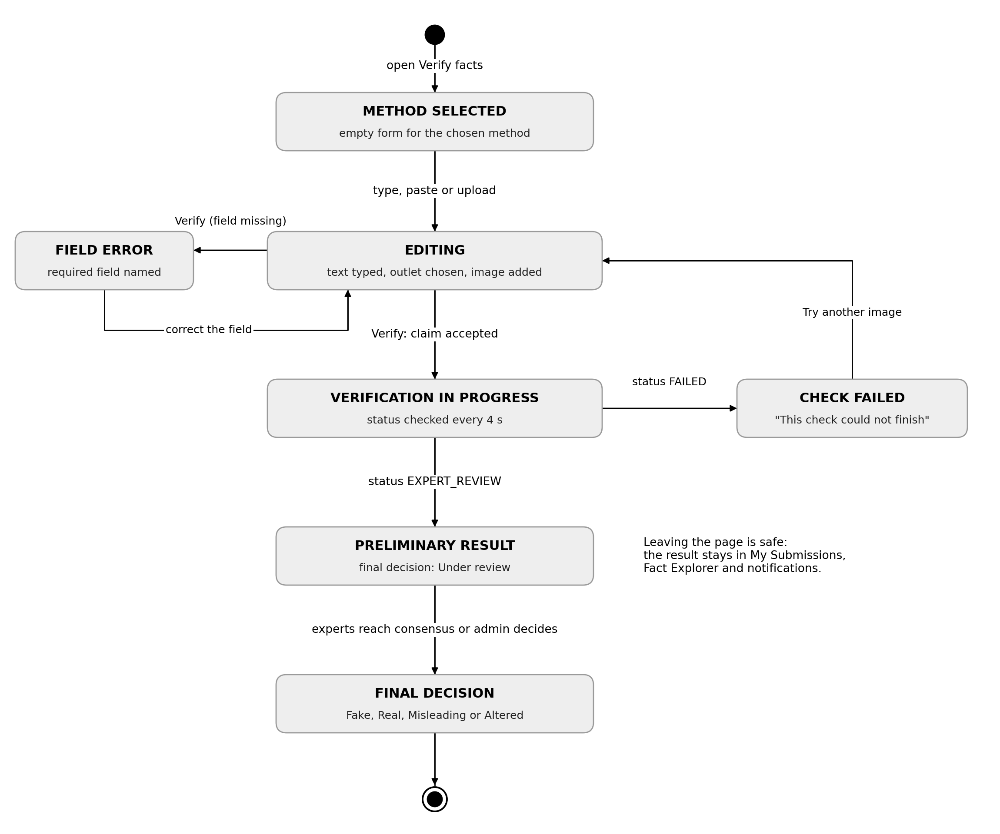 open Verify facts
METHOD SELECTED
empty form for the chosen method
type, paste or upload
Verify (field missing)
FIELD ERROR
required field named
EDITING
text typed, outlet chosen, image added
Try another image
correct the field
Verify: claim accepted
status FAILED
VERIFICATION IN PROGRESS
status checked every 4 s
CHECK FAILED
"This check could not finish"
status EXPERT_REVIEW
PRELIMINARY RESULT
final decision: Under review
Leaving the page is safe:
the result stays in My Submissions,
Fact Explorer and notifications.
experts reach consensus or admin decides
FINAL DECISION
Fake, Real, Misleading or Altered